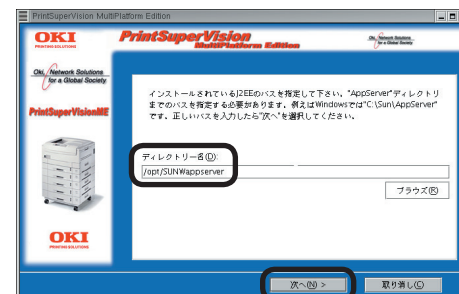 PrintSuperVision MultiPlatform Edition
OKI
PRINTING SOLUTIONS
PrintSuperVision
MultiPlatform Edition
Oki, Network Solutions
for a Global Society
Oki, Network Solutions
for a Global Society
PrintSuperVisionME
インストールされているJ2EEのパスを指定して下さい。"AppServer"ディレクトリ
までのパスを指定する必要があります。例えばWindowsでは"C:\Sun\AppServer"
です。正しいパスを入力したら"次へ"を選択してください。
ディレクトリー名(D):
/opt/SUNWappserver
ブラウズ(R)
OKI
PRINTING SOLUTIONS
次へ(N) >
取り消し(C)